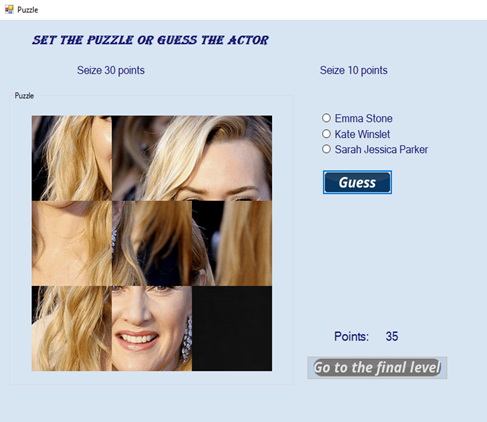 Puzzle
SET THE PUZZLE OR GUESS THE ACTOR
Seize 30 points
Seize 10 points
Puzzle
Emma Stone
Kate Winslet
Sarah Jessica Parker
Guess
Points: 35
Go to the final level